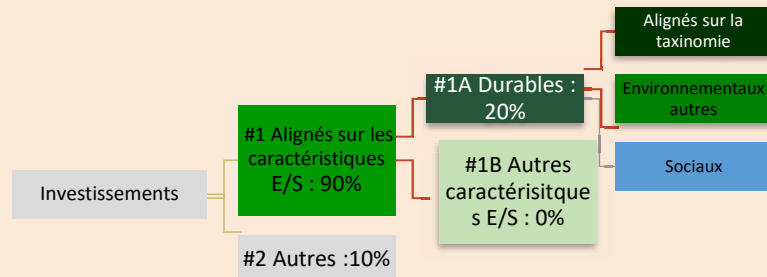 Alignés sur la
taxinomie
#1A Durables :
20%
Environnementaux
autres
#1 Alignés sur les
caractéristiques
E/S : 90%
#1B Autres
caractérisitque
s E/S : 0%
Sociaux
Investissements
#2 Autres :10%